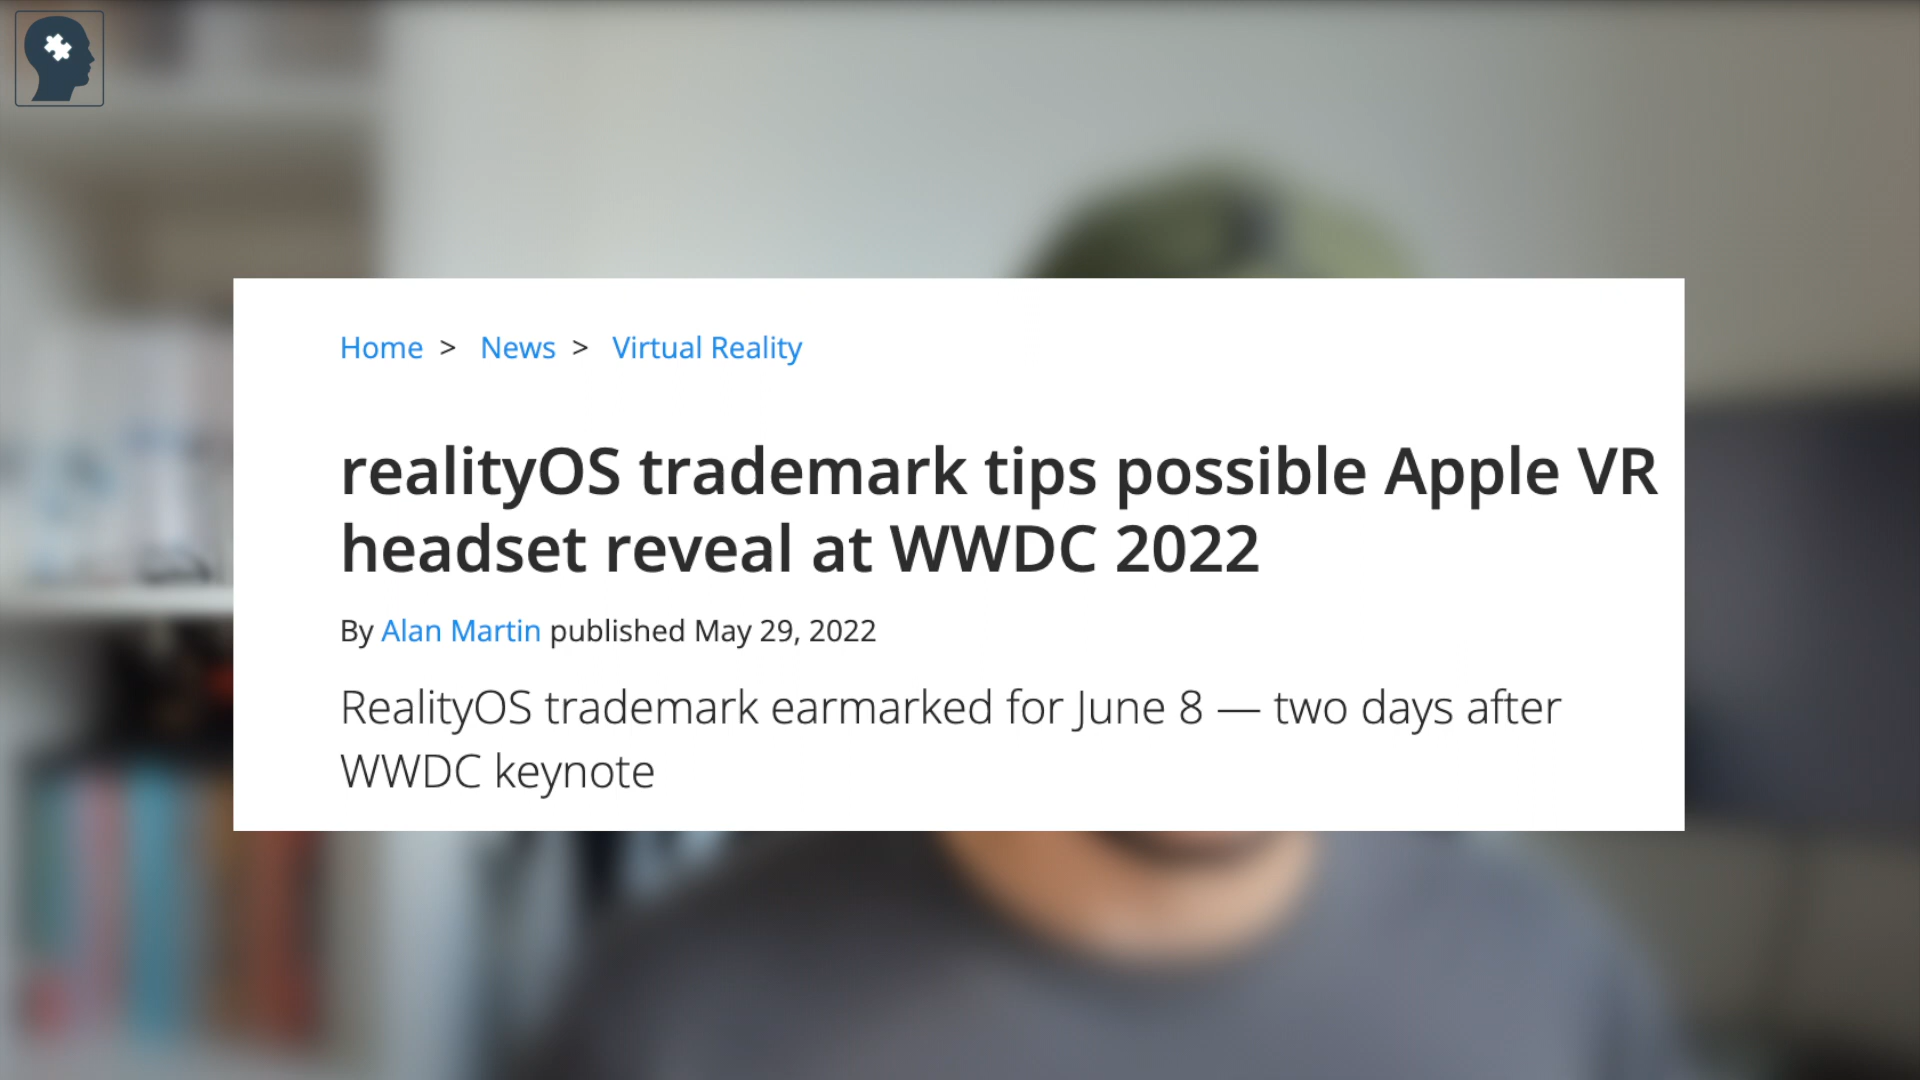 Home > News > Virtual Reality
realityOS trademark tips possible Apple VR
headset reveal at WWDC 2022
By Alan Martin published May 29, 2022
RealityOS trademark earmarked for June 8 — two days after
WWDC keynote